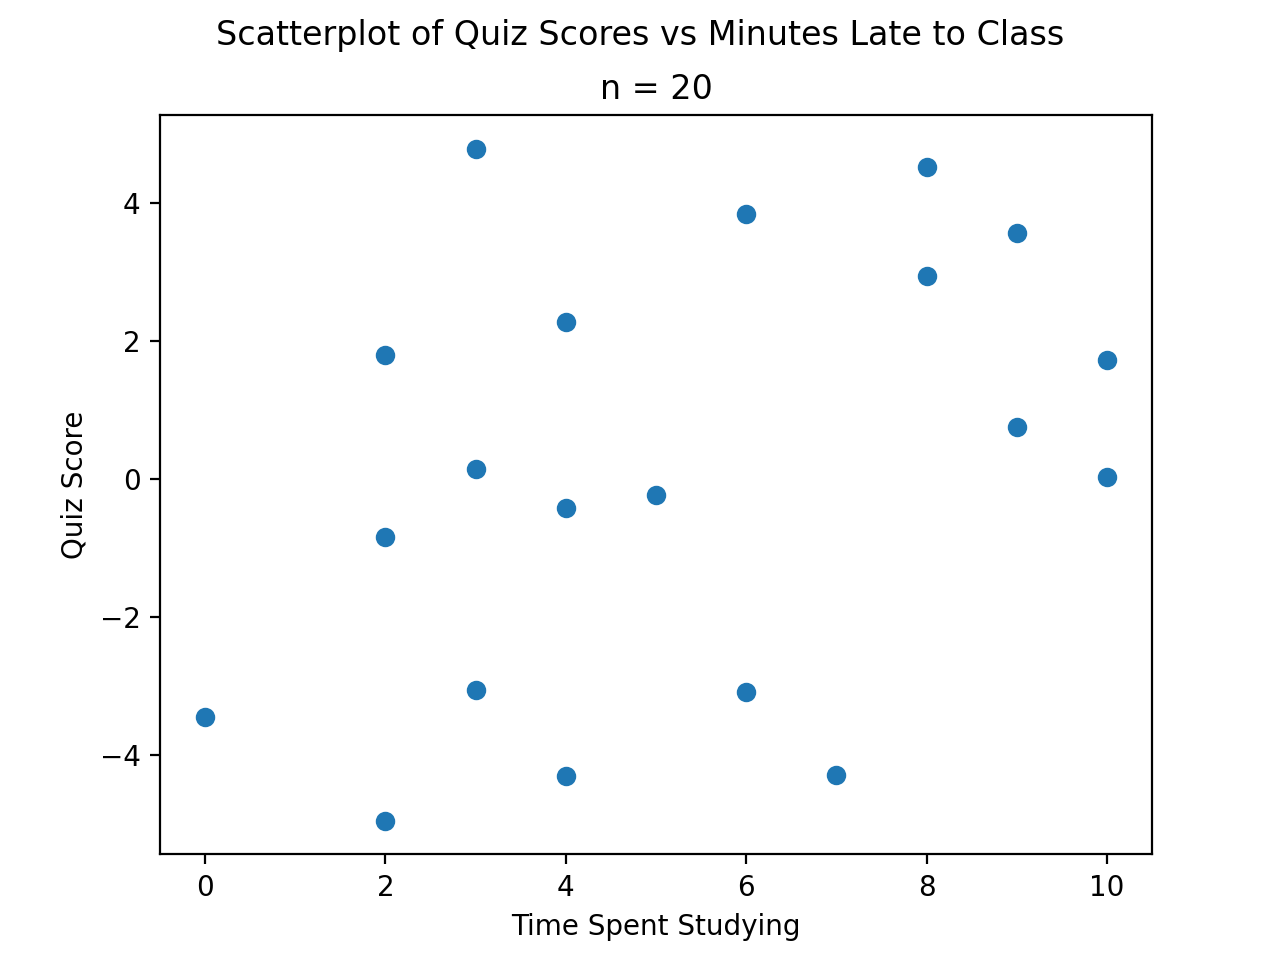 Scatterplot of Quiz Scores vs Minutes Late to Class
n = 20
4
2
0
−2
−4
Quiz Score
0 2 4 6 8 10
Time Spent Studying